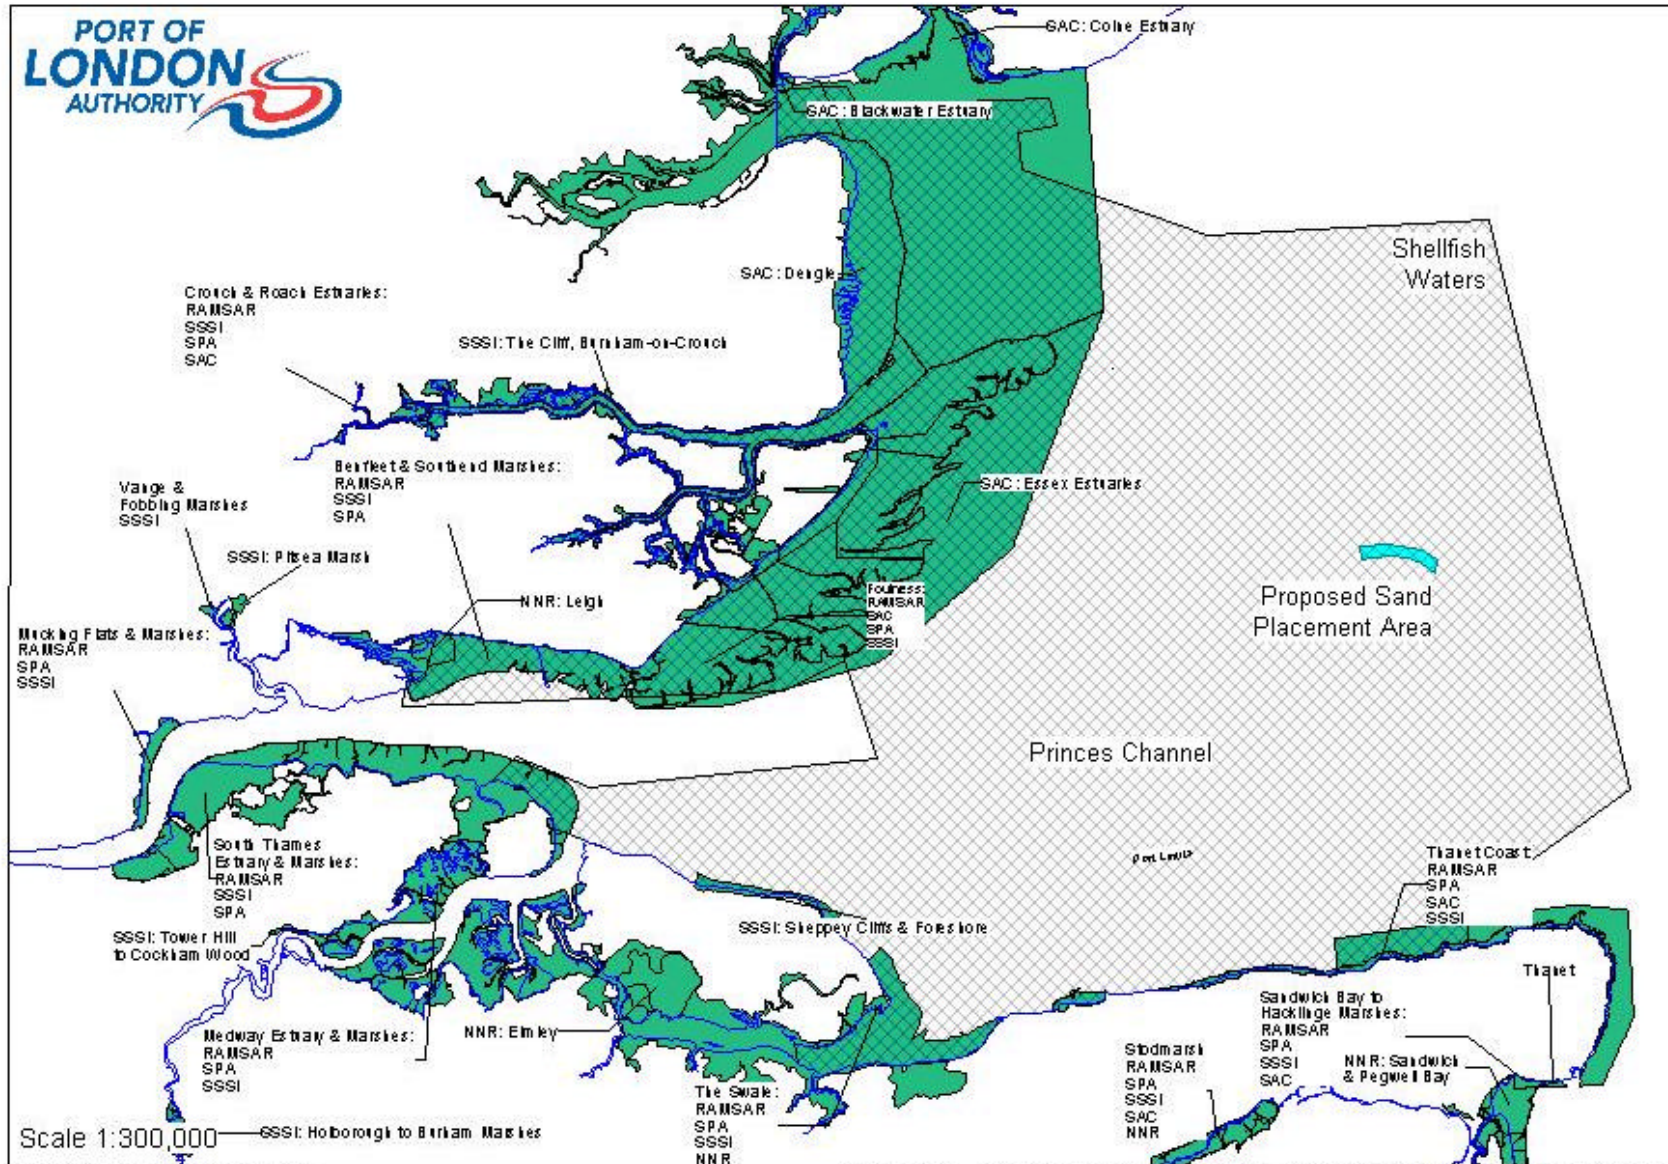 PORT OF
LONDON
AUTHORITY
SAC: Colne Estuary
SAC: Blackwater Estuary
Shellfish
Waters
SAC: Dengie
Crouch & Roach Estuaries:
RAMSAR
SSSI
SPA
SAC
SSSI: The Cliff, Burnham-on-Crouch
Benfleet & Southend Marshes:
RAMSAR
SSSI
SPA
SAC: Essex Estuaries
Vange &
Fobbing Marshes
SSSI
SSSI: Pitsea Marsh
NNR: Leigh
Foulness:
RAMSAR
SAC
SPA
SSSI
Proposed Sand
Placement Area
Mucking Flats & Marshes:
RAMSAR
SPA
SSSI
Princes Channel
South Thames
Estuary & Marshes:
RAMSAR
SSSI
SPA
Port Limits
Thanet Coast
RAMSAR
SPA
SAC
SSSI
SSSI: Tower Hill
to Cockham Wood
SSSI: Sheppey Cliffs & Foreshore
Thanet
Sandwich Bay to
Hacklinge Marshes:
RAMSAR
SPA
SSSI
SAC
Medway Estuary & Marshes:
RAMSAR
SPA
SSSI
NNR: Elmley
Stodmarsh
RAMSAR
SPA
SSSI
SAC
NNR
NNR: Sandwich
& Pegwell Bay
The Swale:
RAMSAR
SPA
SSSI
NNR
Scale 1:300,000
SSSI: Holborough to Burham Marshes